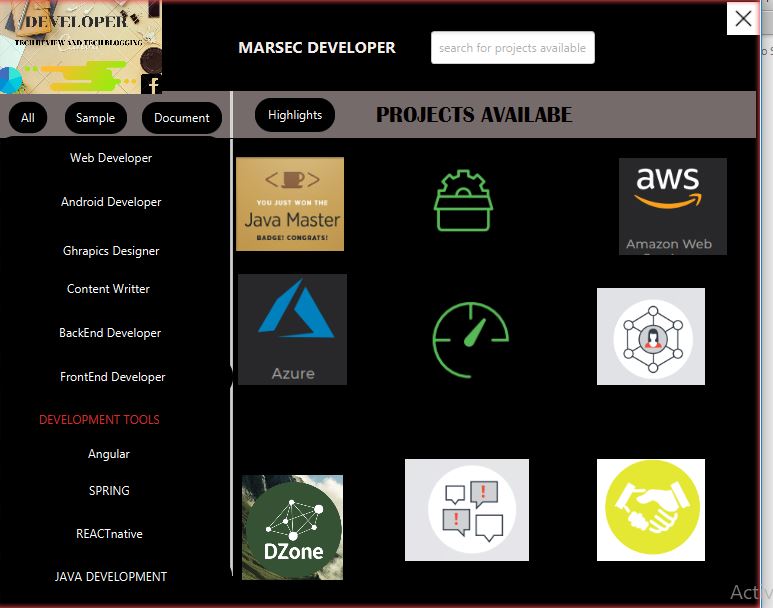 DEVELOPER
TECH REVIEW AND TECH BLOGGING
f
MARSEC DEVELOPER
search for projects available
All
Sample
Document
Highlights
PROJECTS AVAILABE
Web Developer
Android Developer
Ghrapics Designer
Content Writter
BackEnd Developer
FrontEnd Developer
DEVELOPMENT TOOLS
Angular
SPRING
REACTnative
JAVA DEVELOPMENT
YOU JUST WON THE
Java Master
BADGE! CONGRATS!
aws
Amazon Web
Azure
DZone
! !